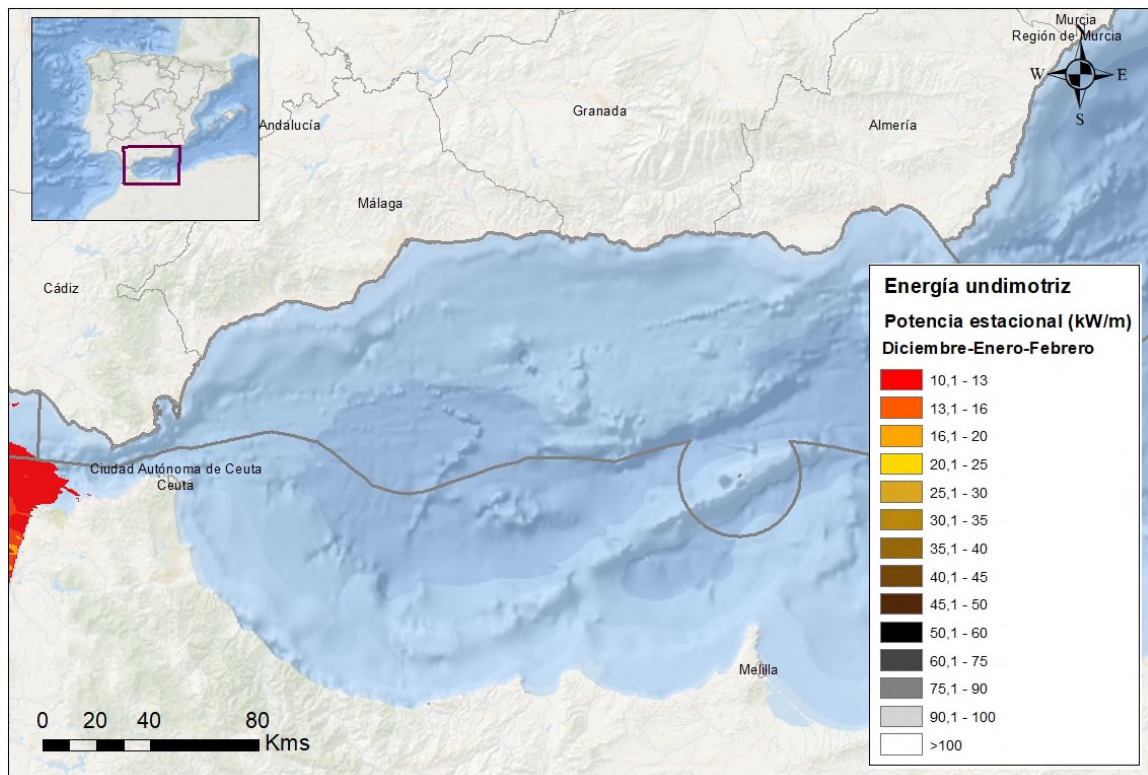 Murcia
Región de Murcia
N
W E
S
Granada
Andalucía
Almería
Málaga
Cádiz
Ciudad Autónoma de Ceuta
Ceuta
Melilla
0 20 40 80
Kms
Energía undimotriz
Potencia estacional (kW/m)
Diciembre-Enero-Febrero
10,1 - 13
13,1 - 16
16,1 - 20
20,1 - 25
25,1 - 30
30,1 - 35
35,1 - 40
40,1 - 45
45,1 - 50
50,1 - 60
60,1 - 75
75,1 - 90
90,1 - 100
>100